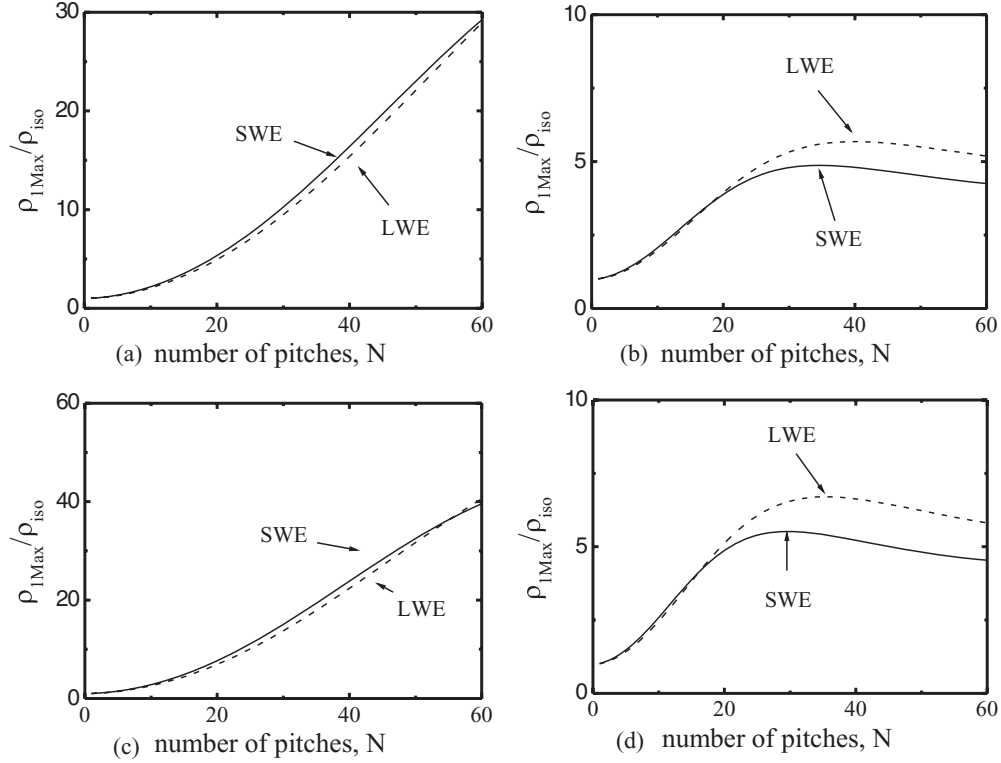 30
20
10
0
0 20 40 60
ρ1Max/ρiso
SWE
LWE
(a) number of pitches, N
10
5
0
0 20 40 60
ρ1Max/ρiso
LWE
SWE
(b) number of pitches, N
60
40
20
0
0 20 40 60
ρ1Max/ρiso
SWE
LWE
(c) number of pitches, N
10
5
0
0 20 40 60
ρ1Max/ρiso
LWE
SWE
(d) number of pitches, N